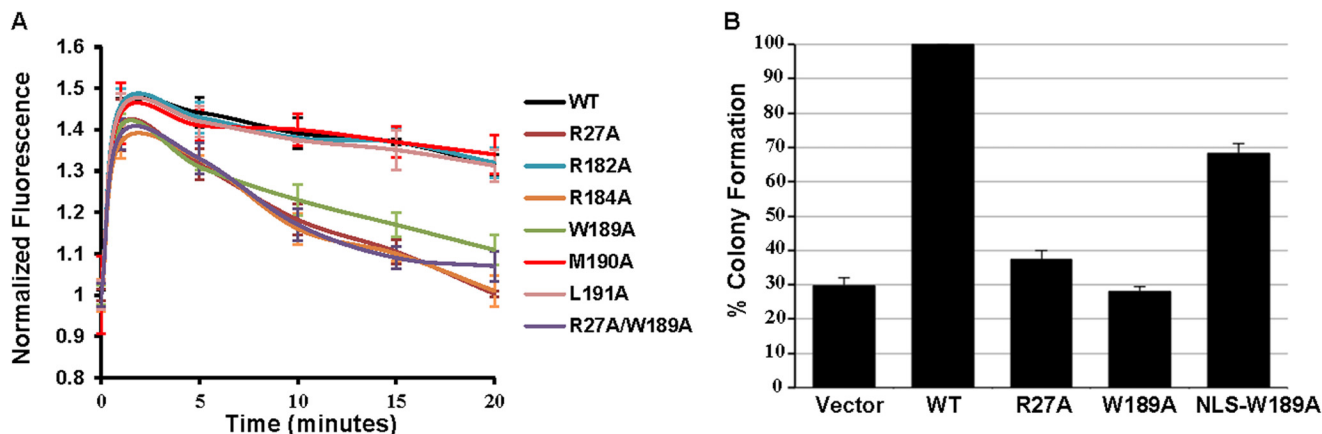 A
Normalized Fluorescence
1.6
1.5
1.4
1.3
1.2
1.1
1
0.9
0.8
0
5
10
15
20
Time (minutes)
WT
R27A
R182A
R184A
W189A
M190A
L191A
R27A/W189A
B
% Colony Formation
100
90
80
70
60
50
40
30
20
10
0
Vector
WT
R27A
W189A
NLS-W189A